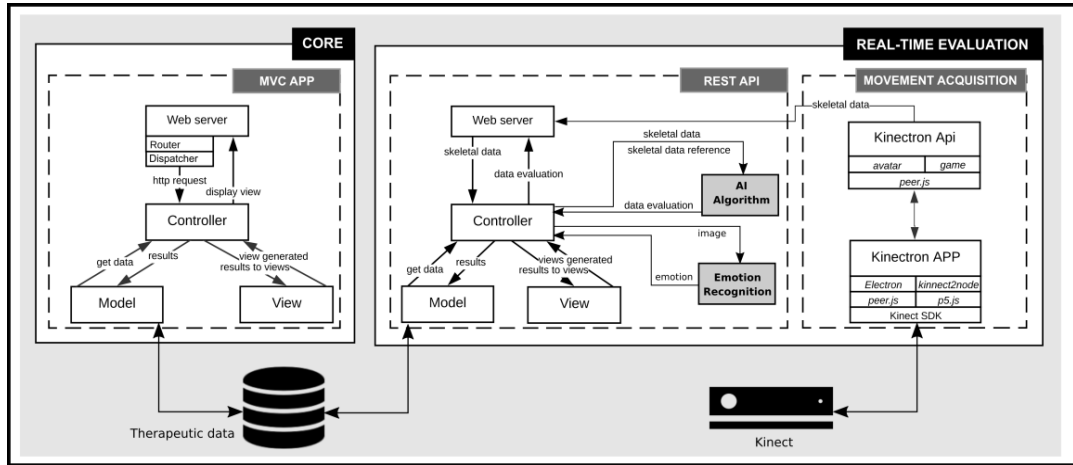 CORE
MVC APP
Web server
Router
Dispatcher
http request
display view
Controller
get data
results
view generated
results to views
Model
View
REAL-TIME EVALUATION
REST API
Web server
skeletal data
data evaluation
skeletal data
skeletal data reference
AI
Algorithm
data evaluation
Controller
image
emotion
Emotion
Recognition
get data
results
views generated
results to views
Model
View
MOVEMENT ACQUISITION
skeletal data
Kinectron Api
avatar
game
peer.js
Kinectron APP
Electron
kinnect2node
peer.js
p5.js
Kinect SDK
Therapeutic data
Kinect